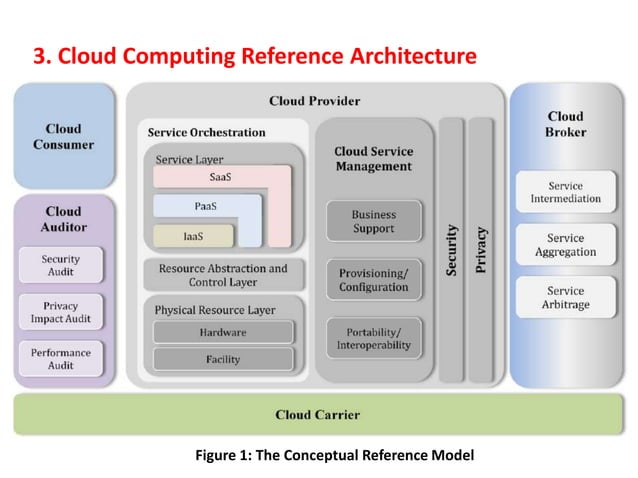 3. Cloud Computing Reference Architecture
Cloud
Consumer
Cloud
Auditor
Security
Audit
Privacy
Impact Audit
Performance
Audit
Cloud Provider
Service Orchestration
Service Layer
SaaS
PaaS
IaaS
Resource Abstraction and
Control Layer
Physical Resource Layer
Hardware
Facility
Cloud Service
Management
Business
Support
Provisioning/
Configuration
Portability/
Interoperability
Security
Privacy
Cloud
Broker
Service
Intermediation
Service
Aggregation
Service
Arbitrage
Cloud Carrier
Figure 1: The Conceptual Reference Model